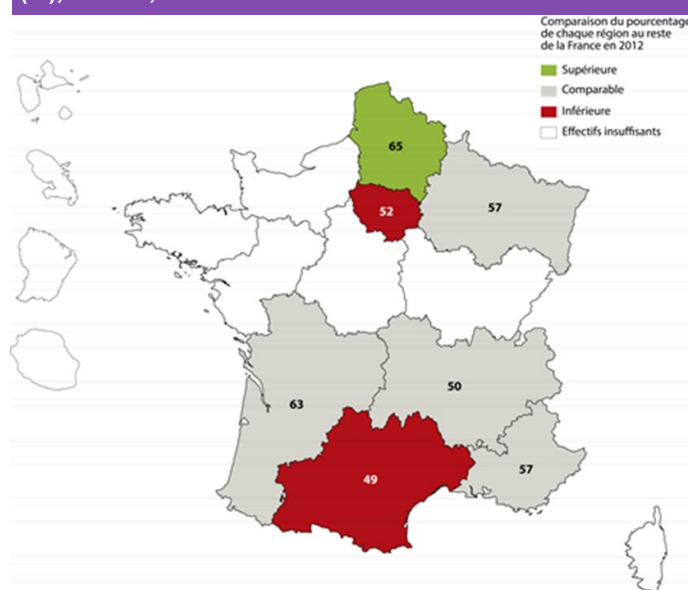 Comparaison du pourcentage
de chaque région au reste
de la France en 2012
Supérieure
Comparable
Inférieure
Effectifs insuffisants
65
52
57
50
63
57
49